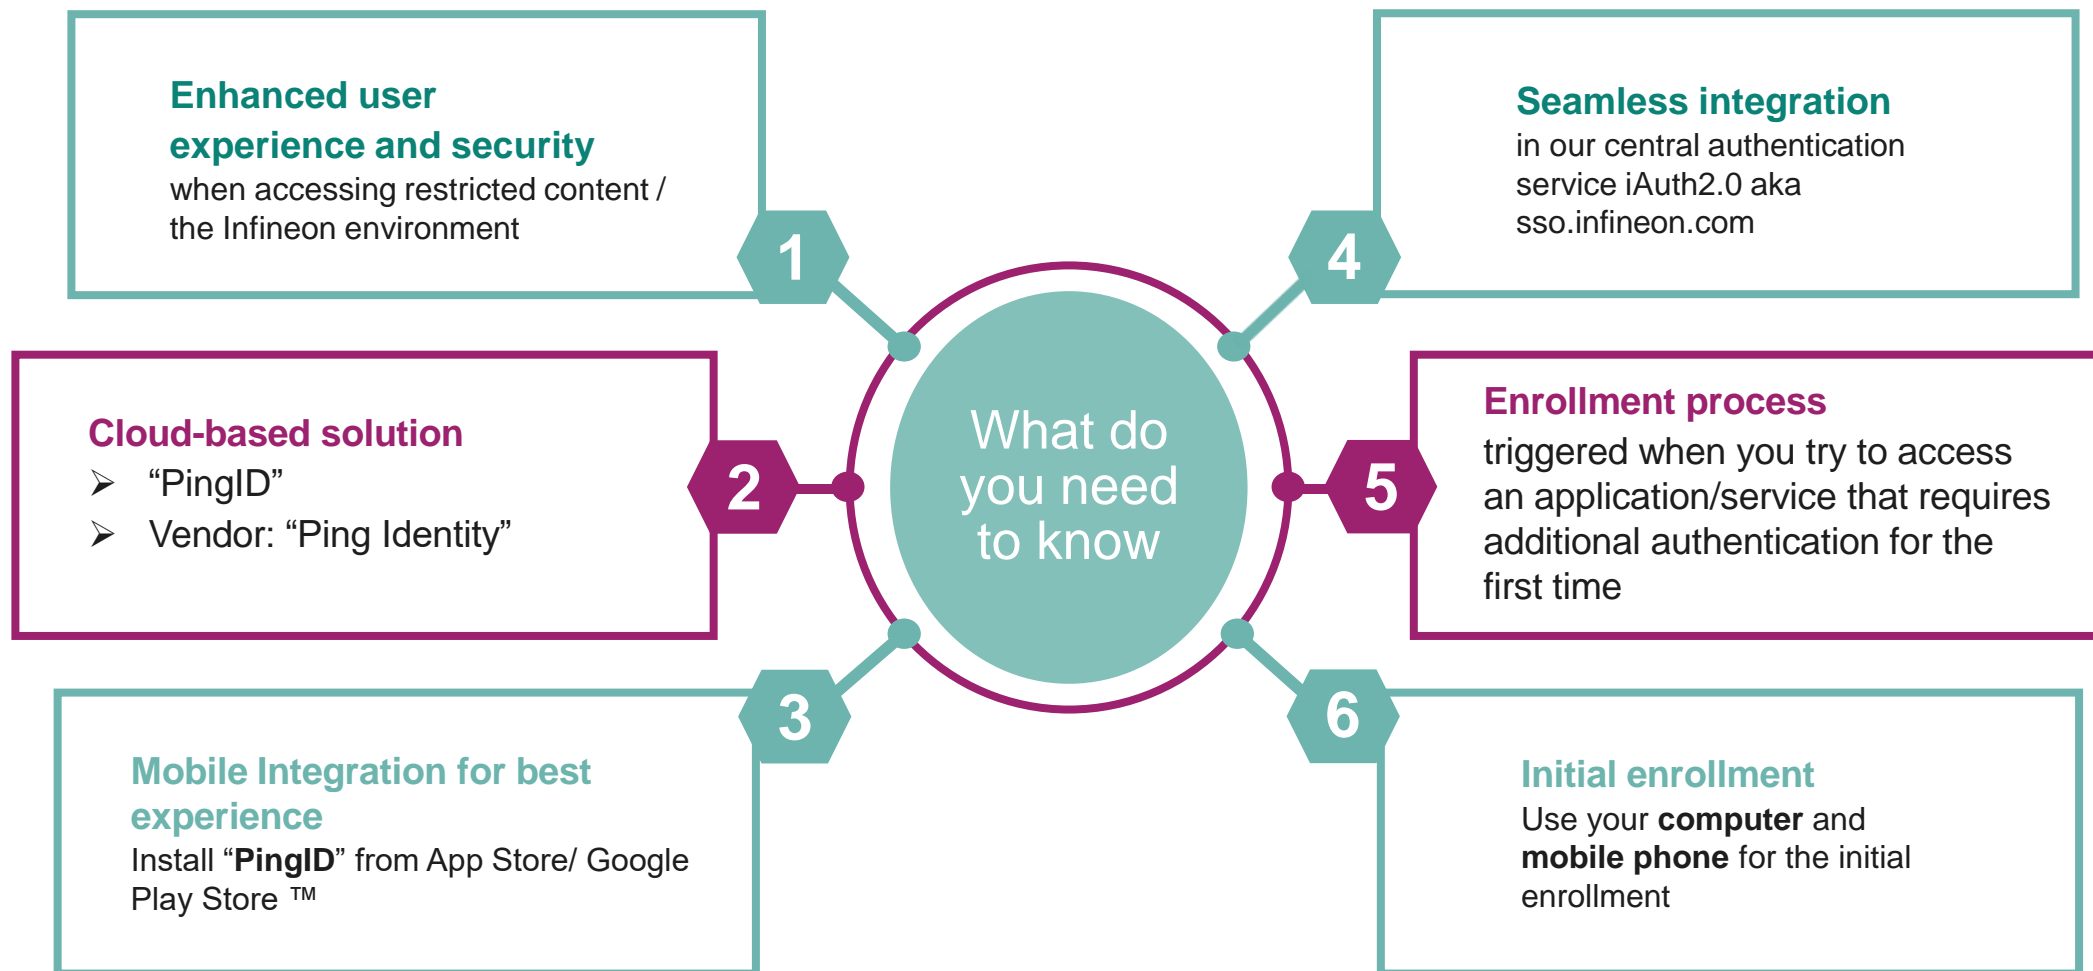 Enhanced user
experience and security
when accessing restricted content /
the Infineon environment
1
Cloud-based solution
➢ “PingID”
➢ Vendor: “Ping Identity”
2
Mobile Integration for best
experience
Install “PingID” from App Store/ Google
Play Store ™
3
What do
you need
to know
Seamless integration
in our central authentication
service iAuth2.0 aka
sso.infineon.com
4
Enrollment process
triggered when you try to access
an application/service that requires
additional authentication for the
first time
5
Initial enrollment
Use your computer and
mobile phone for the initial
enrollment
6